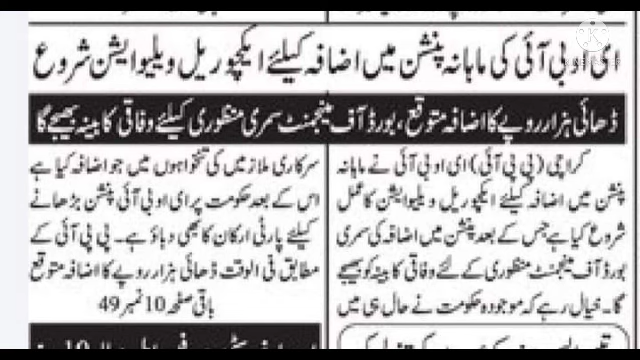 ای او بی آئی کی ماہانہ پنشن میں اضافہ کیلئے ایکچوریل ویلیوایشن شروع
ڈھائی ہزار روپے کا اضافہ متوقع، بورڈ آف مینجمنٹ سمری منظوری کیلئے وفاقی کابینہ بھیجے گا
کراچی (پی پی آئی) ای او بی آئی نے ماہانہ
پنشن میں اضافہ کیلئے ایکچوریل ویلیوایشن کا عمل
شروع کیا ہے جس کے بعد پنشن میں اضافہ کی سمری
بورڈ آف مینجمنٹ منظوری کے لئے وفاقی کابینہ کو بھیجے
گا۔ خیال رہے کہ موجودہ حکومت نے حال ہی میں
سرکاری ملازمین کی تنخواہوں میں جو اضافہ کیا ہے
اس کے بعد حکومت پر ای او بی آئی پنشن بڑھانے
کیلئے پارٹی ارکان کا بھی دباؤ ہے۔ پی پی آئی کے
مطابق فی الوقت ڈھائی ہزار روپے کا اضافہ متوقع
باقی صفحہ 10 نمبر 49